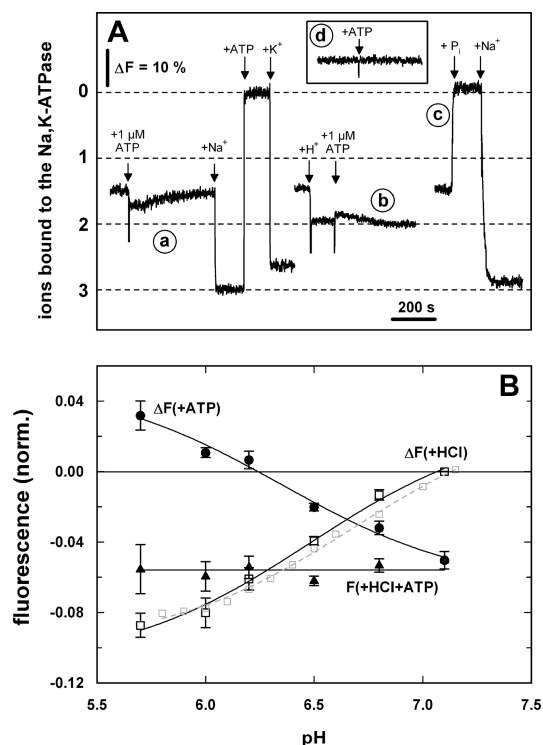 A
ΔF = 10 %
ions bound to the Na,K-ATPase
0
1
2
3
+1 μM
ATP
a
+Na⁺
+ATP
+K⁺
d
+ATP
+H⁺
+1 μM
ATP
b
+ Pᵢ
+Na⁺
c
200 s
B
fluorescence (norm.)
0.04
0.00
-0.04
-0.08
-0.12
ΔF(+ATP)
ΔF(+HCl)
F(+HCl+ATP)
5.5
6.0
6.5
7.0
7.5
pH